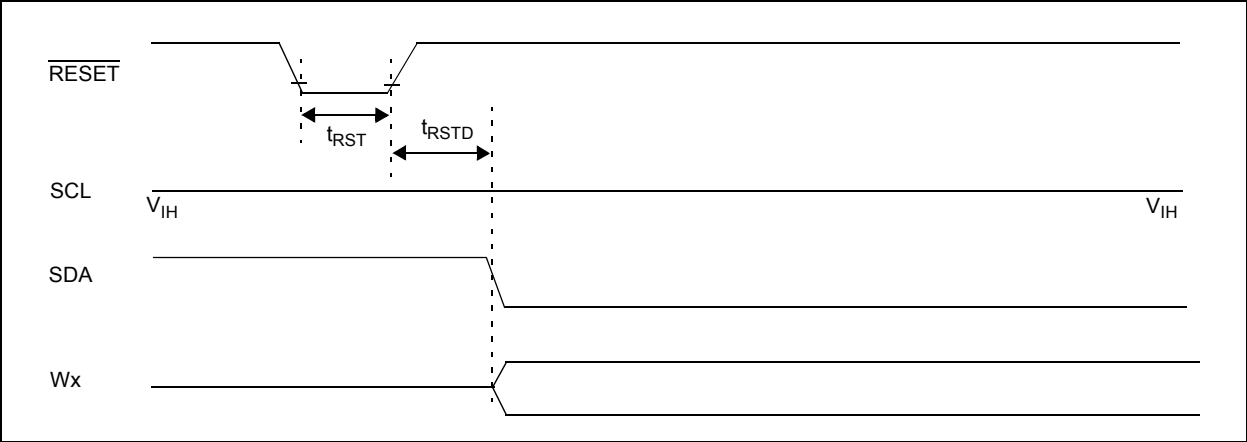 RESET
tRST
tRSTD
SCL
VIH
VIH
SDA
Wx